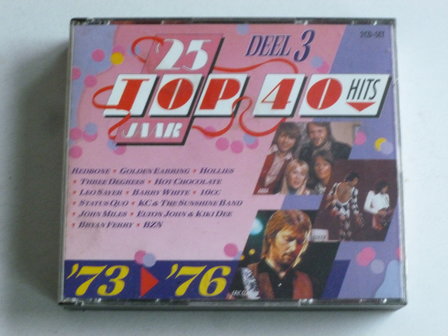 25 DEEL 3
TOP 40 HITS
JAAR
REDBONE • GOLDEN EARRING • HOLLIES
• THREE DEGREES • HOT CHOCOLATE
• LEO SAYER • BARRY WHITE • 10CC
• STATUS QUO • KC & THE SUNSHINE BAND
• JOHN MILES • ELTON JOHN & KIKI DEE
• BRYAN FERRY • BZN
'73 '76